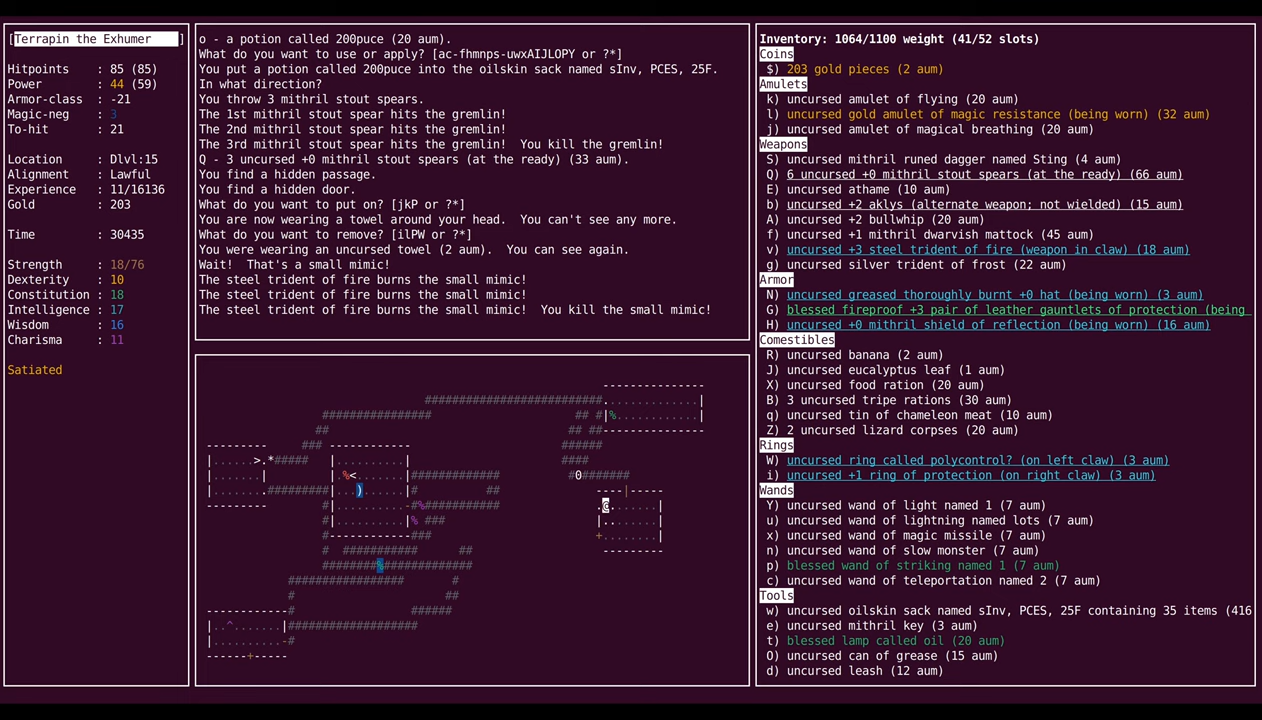 [Terrapin the Exhumer ]
Hitpoints : 85 (85)
Power : 44 (59)
Armor-class : -21
Magic-neg : 3
To-hit : 21
Location : Dlvl:15
Alignment : Lawful
Experience : 11/16136
Gold : 203
Time : 30435
Strength : 18/76
Dexterity : 10
Constitution : 18
Intelligence : 17
Wisdom : 16
Charisma : 11
Satiated
o - a potion called 200puce (20 aum).
What do you want to use or apply? [ac-fhmnps-uwxAIJLOPY or ?*]
You put a potion called 200puce into the oilskin sack named sInv, PCES, 25F.
In what direction?
You throw 3 mithril stout spears.
The 1st mithril stout spear hits the gremlin!
The 2nd mithril stout spear hits the gremlin!
The 3rd mithril stout spear hits the gremlin! You kill the gremlin!
Q - 3 uncursed +0 mithril stout spears (at the ready) (33 aum).
You find a hidden passage.
You find a hidden door.
What do you want to put on? [jkP or ?*]
You are now wearing a towel around your head. You can't see any more.
What do you want to remove? [ilPW or ?*]
You were wearing an uncursed towel (2 aum). You can see again.
Wait! That's a small mimic!
The steel trident of fire burns the small mimic!
The steel trident of fire burns the small mimic!
The steel trident of fire burns the small mimic! You kill the small mimic!
Inventory: 1064/1100 weight (41/52 slots)
Coins
$) 203 gold pieces (2 aum)
Amulets
k) uncursed amulet of flying (20 aum)
l) uncursed gold amulet of magic resistance (being worn) (32 aum)
j) uncursed amulet of magical breathing (20 aum)
Weapons
S) uncursed mithril runed dagger named Sting (4 aum)
Q) 6 uncursed +0 mithril stout spears (at the ready) (66 aum)
E) uncursed athame (10 aum)
b) uncursed +2 aklys (alternate weapon; not wielded) (15 aum)
A) uncursed +2 bullwhip (20 aum)
f) uncursed +1 mithril dwarvish mattock (45 aum)
v) uncursed +3 steel trident of fire (weapon in claw) (18 aum)
g) uncursed silver trident of frost (22 aum)
Armor
N) uncursed greased thoroughly burnt +0 hat (being worn) (3 aum)
G) blessed fireproof +3 pair of leather gauntlets of protection (being
H) uncursed +0 mithril shield of reflection (being worn) (16 aum)
Comestibles
R) uncursed banana (2 aum)
J) uncursed eucalyptus leaf (1 aum)
X) uncursed food ration (20 aum)
B) 3 uncursed tripe rations (30 aum)
q) uncursed tin of chameleon meat (10 aum)
Z) 2 uncursed lizard corpses (20 aum)
Rings
W) uncursed ring called polycontrol? (on left claw) (3 aum)
i) uncursed +1 ring of protection (on right claw) (3 aum)
Wands
Y) uncursed wand of light named 1 (7 aum)
u) uncursed wand of lightning named lots (7 aum)
x) uncursed wand of magic missile (7 aum)
n) uncursed wand of slow monster (7 aum)
p) blessed wand of striking named 1 (7 aum)
c) uncursed wand of teleportation named 2 (7 aum)
Tools
w) uncursed oilskin sack named sInv, PCES, 25F containing 35 items (416
e) uncursed mithril key (3 aum)
t) blessed lamp called oil (20 aum)
O) uncursed can of grease (15 aum)
d) uncursed leash (12 aum)